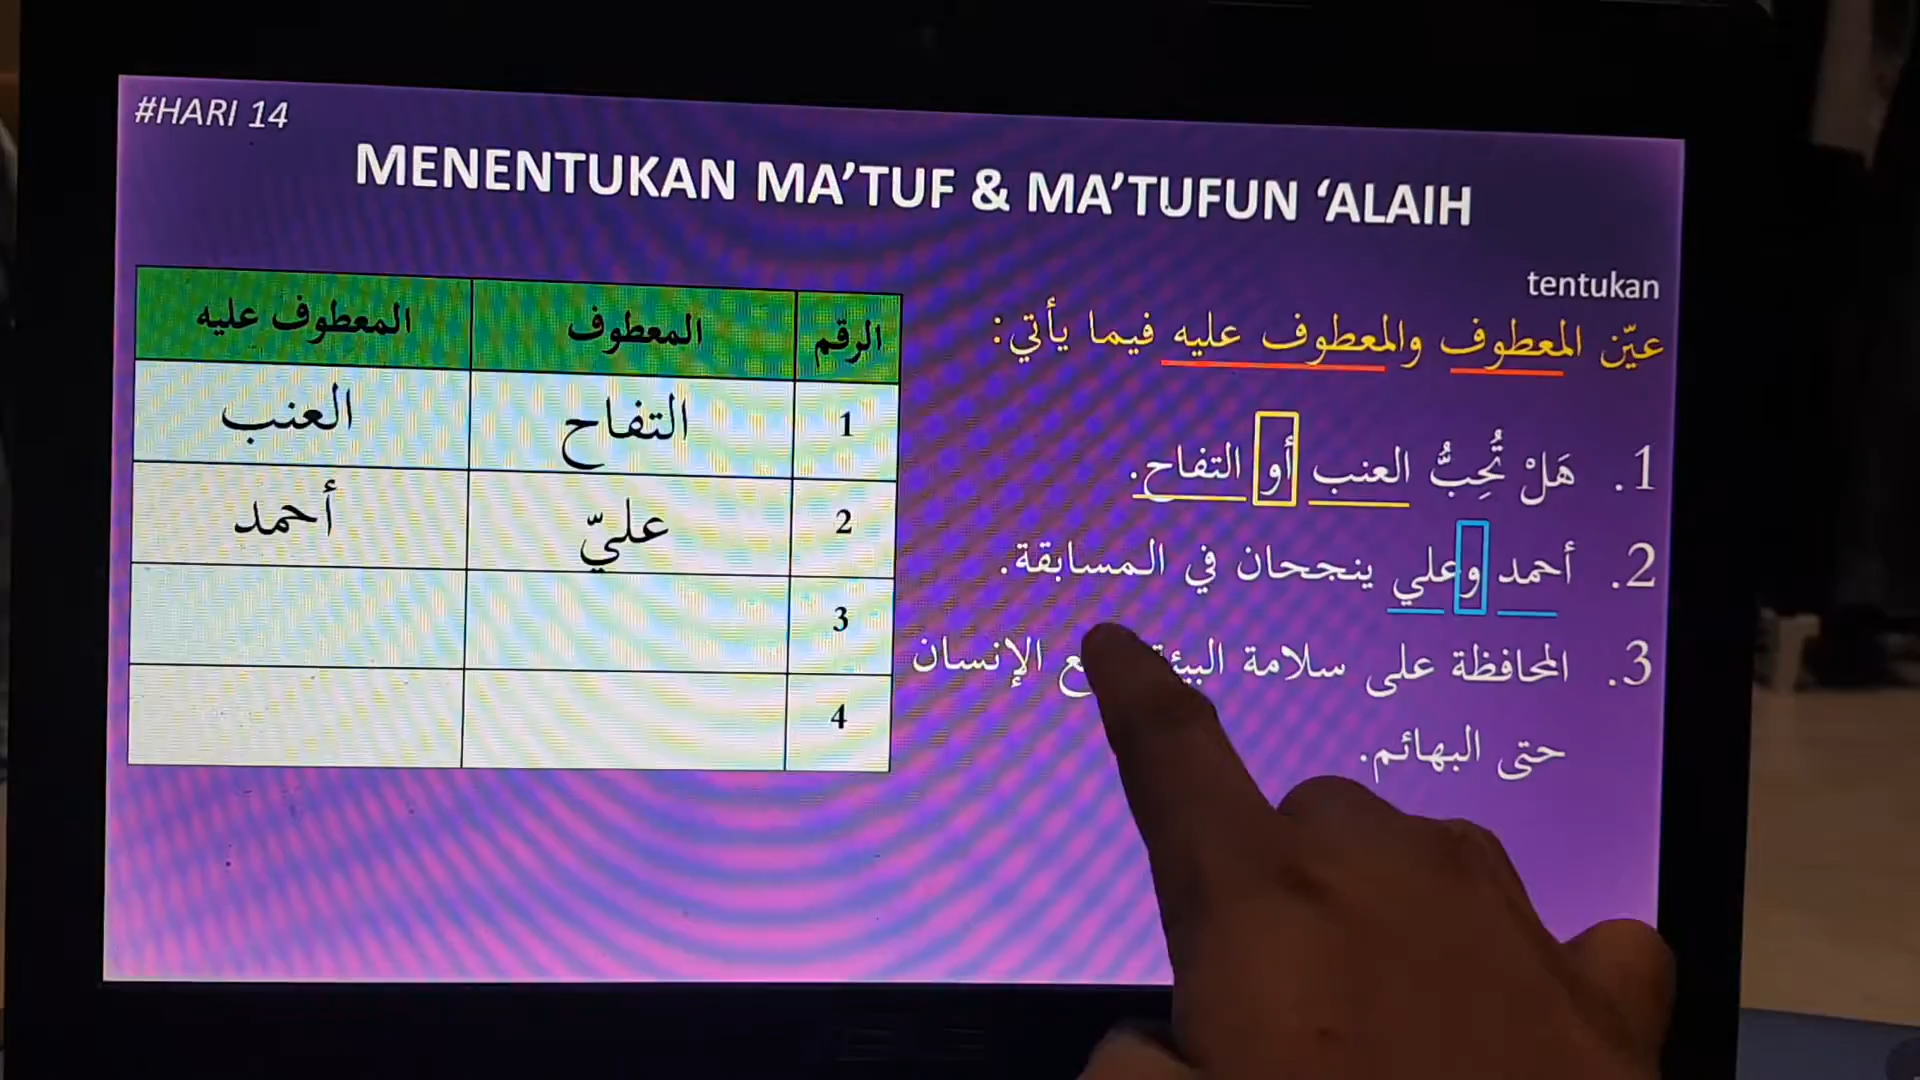 #HARI 14
MENENTUKAN MA’TUF & MA’TUFUN ‘ALAIH
tentukan
عيّن المعطوف والمعطوف عليه فيما يأتي:
1. هَلْ تُحِبُّ العنب أو التفاح.
2. أحمد وعلي ينجحان في المسابقة.
3. المحافظة على سلامة البيئة الإنسان
حتى البهائم.
الرقم المعطوف المعطوف عليه
1 التفاح العنب
2 عليّ أحمد
3
4